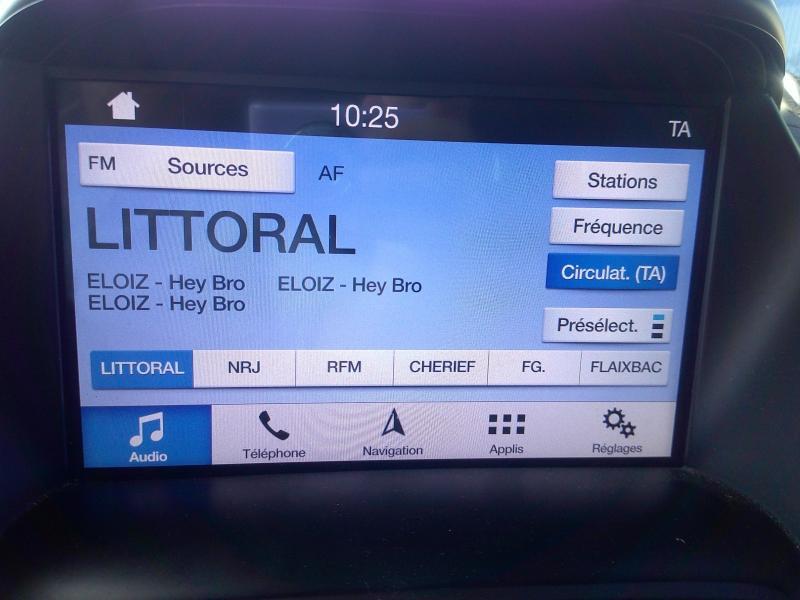 10:25
TA
FM Sources
AF
Stations
LITTORAL
Fréquence
ELOIZ - Hey Bro ELOIZ - Hey Bro
ELOIZ - Hey Bro
Circulat. (TA)
Présélect.
LITTORAL NRJ RFM CHERIEF FG. FLAIXBAC
Audio Téléphone Navigation Applis Réglages